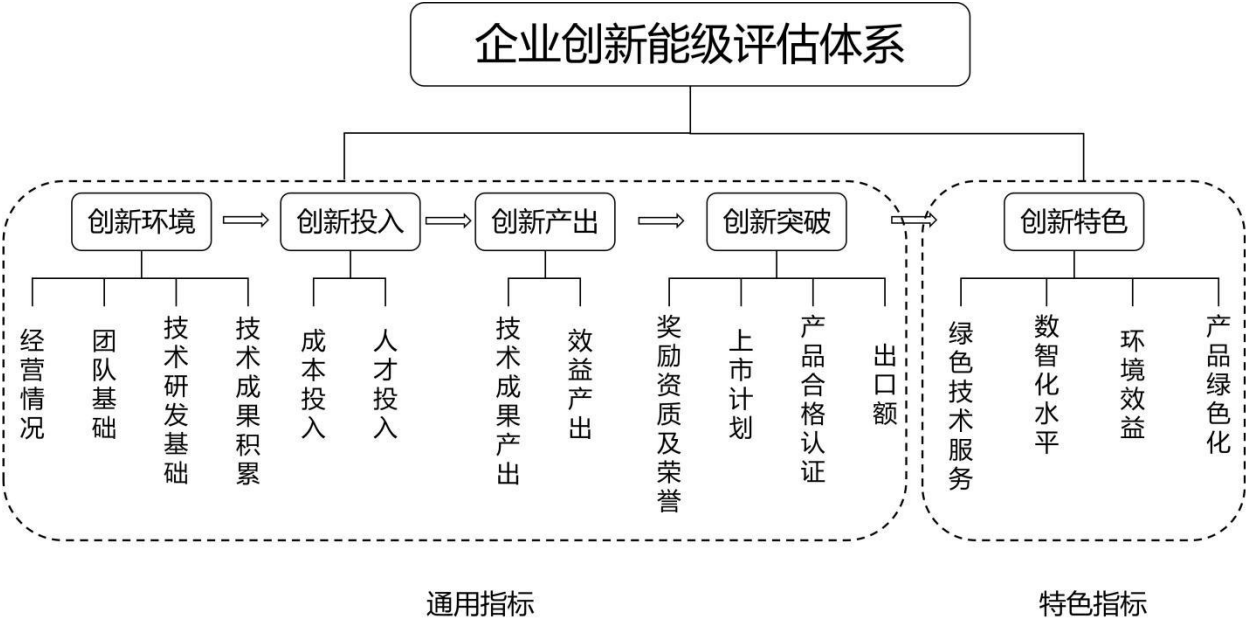 企业创新能级评估体系
创新环境
创新投入
创新产出
创新突破
创新特色
经营情况
团队基础
技术研发基础
技术成果积累
成本投入
人才投入
技术成果产出
效益产出
奖励资质及荣誉
上市计划
产品合格认证
出口额
绿色技术服务
数智化水平
环境效益
产品绿色化
通用指标
特色指标